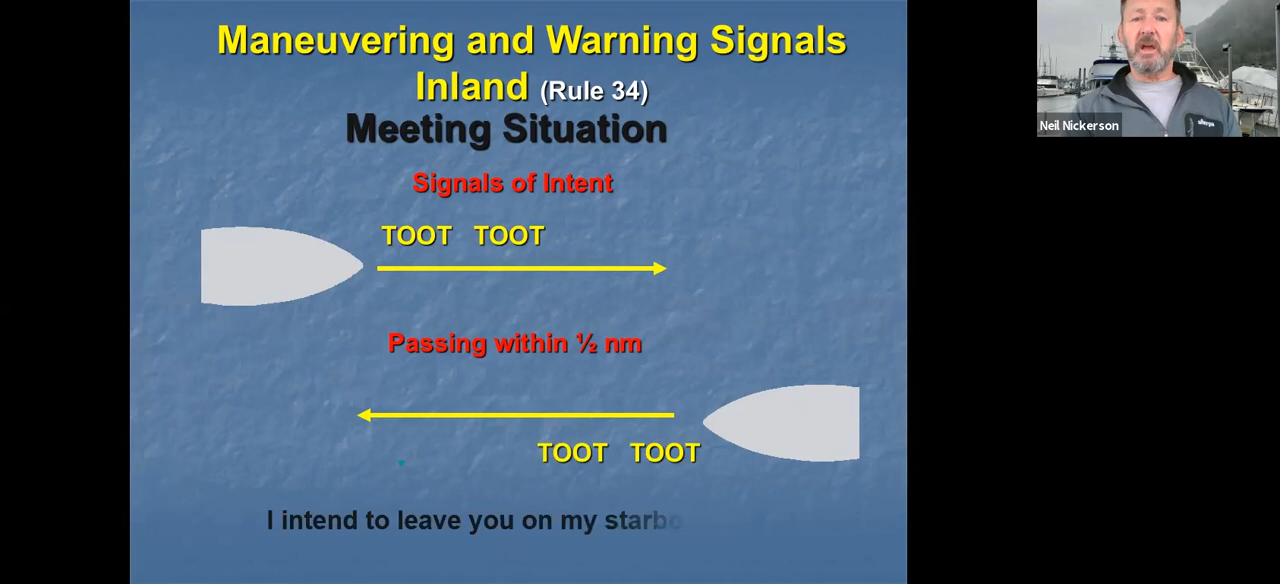 Maneuvering and Warning Signals
Inland (Rule 34)
Meeting Situation
Signals of Intent
TOOT TOOT
Passing within ½ nm
TOOT TOOT
I intend to leave you on my
Neil Nickerson